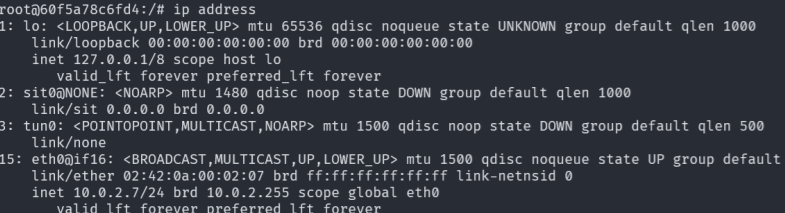 root@60f5a78c6fd4:/# ip address
1: lo: <LOOPBACK,UP,LOWER_UP> mtu 65536 qdisc noqueue state UNKNOWN group default qlen 1000
    link/loopback 00:00:00:00:00:00 brd 00:00:00:00:00:00
    inet 127.0.0.1/8 scope host lo
       valid_lft forever preferred_lft forever
2: sit0@NONE: <NOARP> mtu 1480 qdisc noop state DOWN group default qlen 1000
    link/sit 0.0.0.0 brd 0.0.0.0
3: tun0: <POINTOPOINT,MULTICAST,NOARP> mtu 1500 qdisc noop state DOWN group default qlen 500
    link/none
15: eth0@if16: <BROADCAST,MULTICAST,UP,LOWER_UP> mtu 1500 qdisc noqueue state UP group default
    link/ether 02:42:0a:00:02:07 brd ff:ff:ff:ff:ff:ff link-netnsid 0
    inet 10.0.2.7/24 brd 10.0.2.255 scope global eth0
       valid_lft forever preferred_lft forever